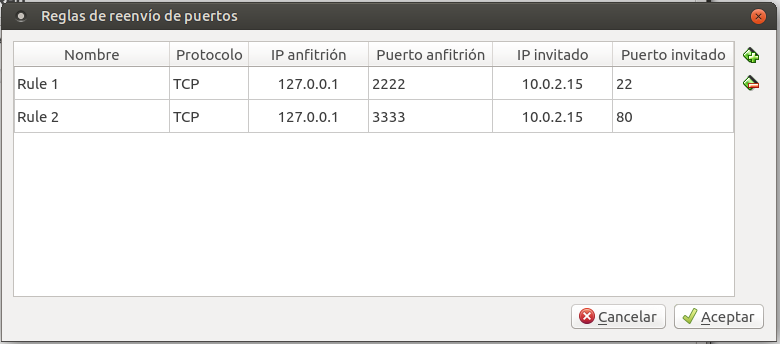 Reglas de reenvío de puertos
Nombre Protocolo IP anfitrión Puerto anfitrión IP invitado Puerto invitado
Rule 1 TCP 127.0.0.1 2222 10.0.2.15 22
Rule 2 TCP 127.0.0.1 3333 10.0.2.15 80
Cancelar Aceptar